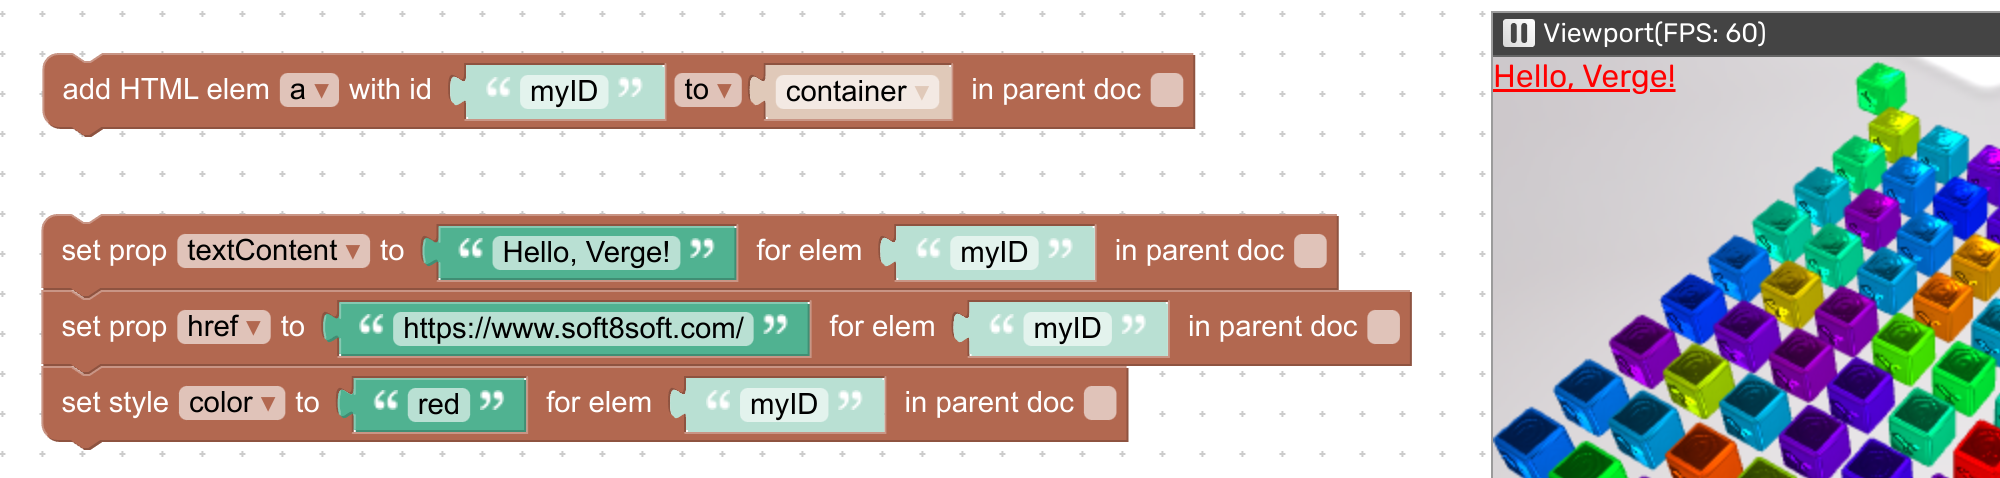 add HTML elem a ▾ with id “ myID ” to ▾ container ▾ in parent doc
set prop textContent ▾ to “ Hello, Verge! ” for elem “ myID ” in parent doc
set prop href ▾ to “ https://www.soft8soft.com/ ” for elem “ myID ” in parent doc
set style color ▾ to “ red ” for elem “ myID ” in parent doc
Viewport(FPS: 60)
Hello, Verge!